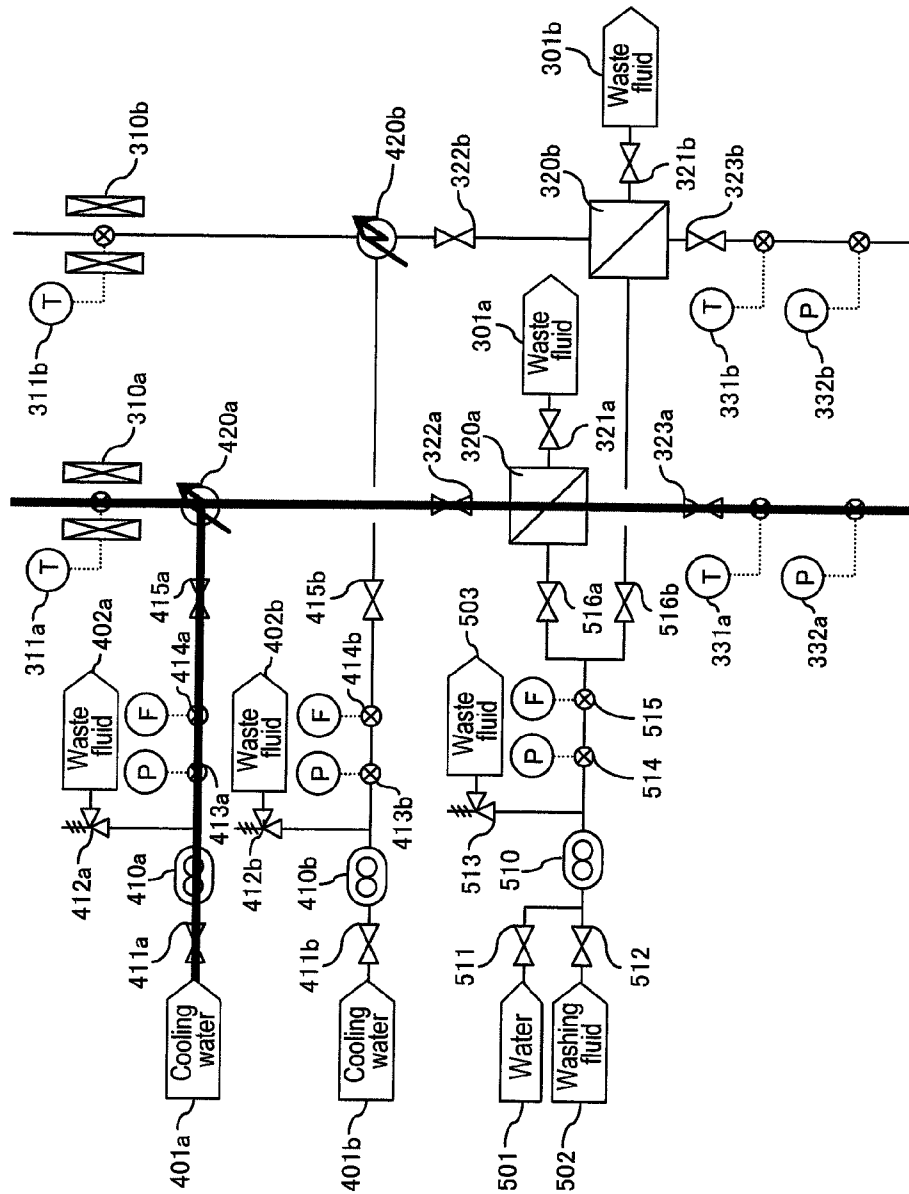 310b
T
311b
310a
T
311a
420a
402a
Waste
fluid
415a
414a
F
P
413a
412a
410a
411a
Cooling
water
401a
420b
322b
402b
Waste
fluid
415b
414b
F
P
413b
412b
410b
411b
Cooling
water
401b
301b
Waste
fluid
321b
320b
323b
301a
Waste
fluid
321a
320a
322a
323a
516a
516b
503
Waste
fluid
F
P
515
514
513
510
511
512
Water
501
Washing
fluid
502
T
331b
P
332b
T
331a
P
332a